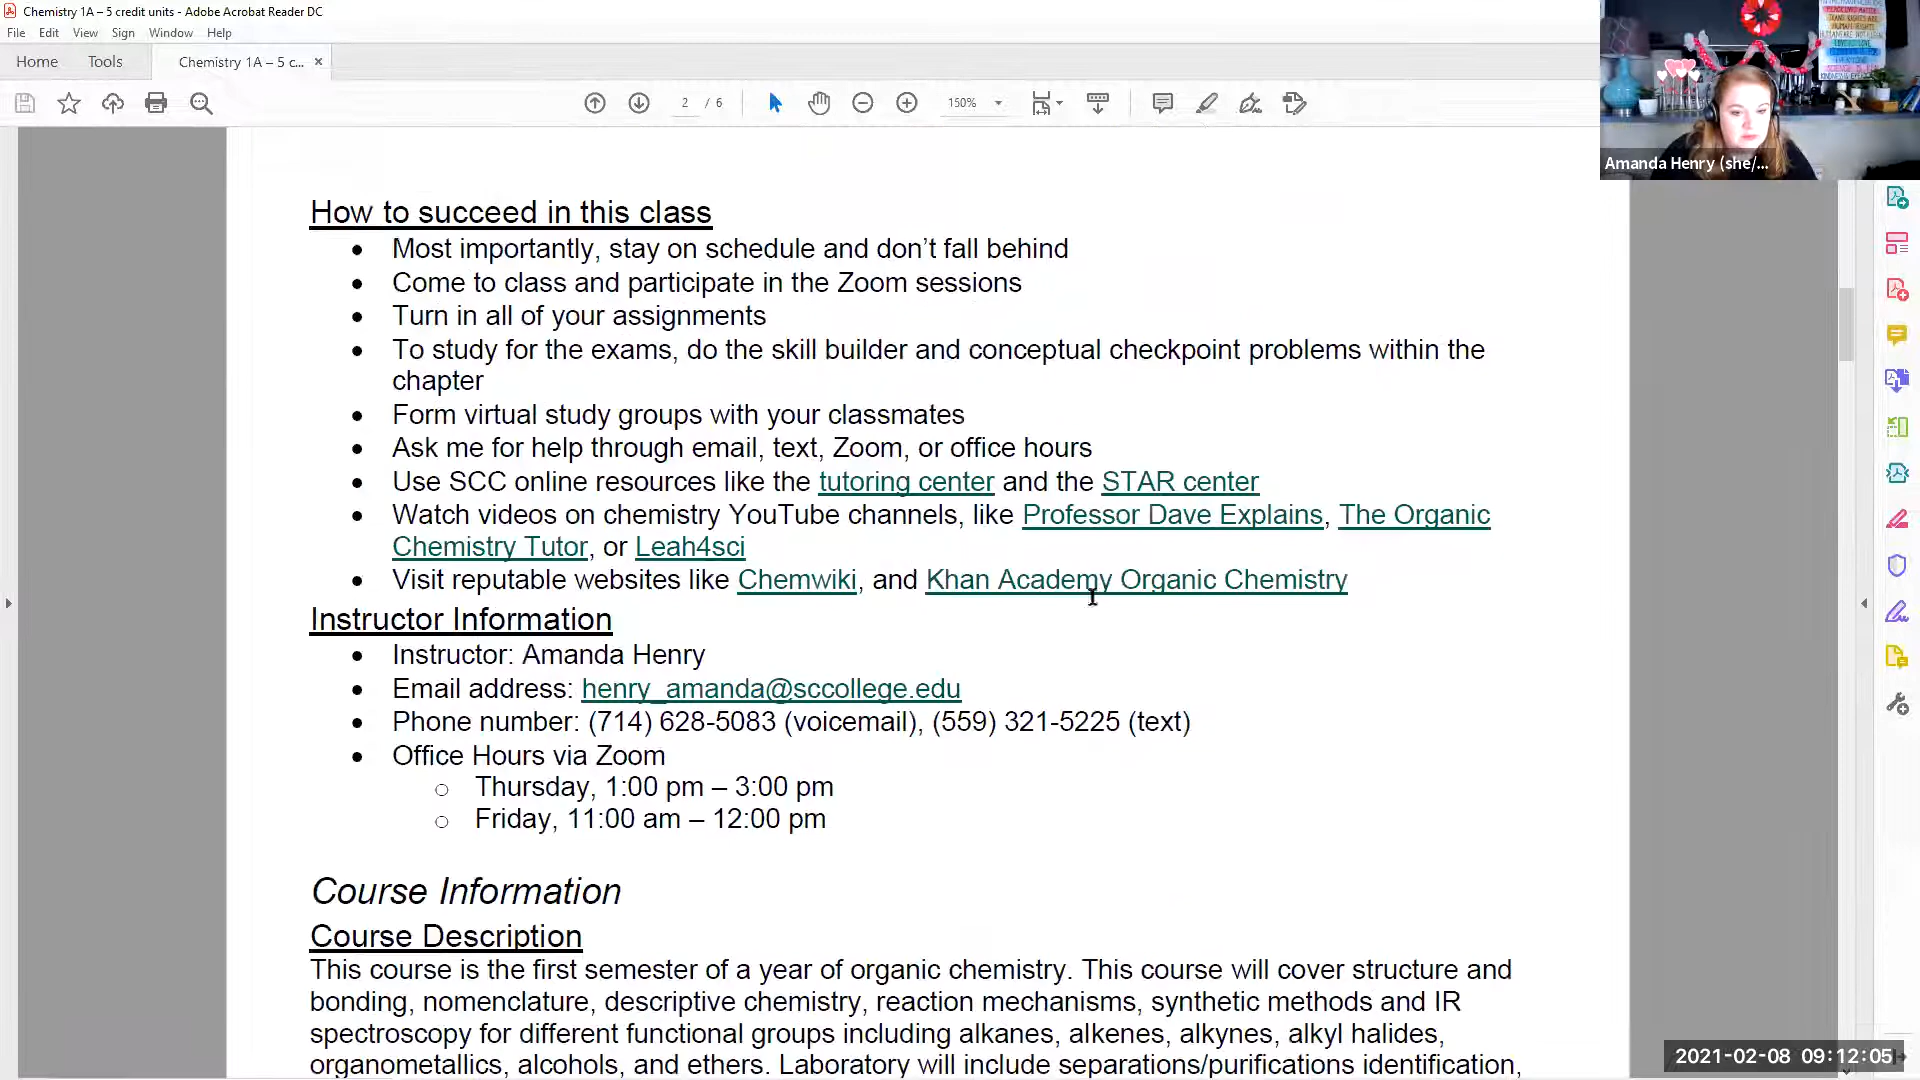 Chemistry 1A – 5 credit units - Adobe Acrobat Reader DC
File Edit View Sign Window Help
Home Tools Chemistry 1A – 5 c... ×
2 / 6 150%
Amanda Henry (she/...
How to succeed in this class
• Most importantly, stay on schedule and don’t fall behind
• Come to class and participate in the Zoom sessions
• Turn in all of your assignments
• To study for the exams, do the skill builder and conceptual checkpoint problems within the
chapter
• Form virtual study groups with your classmates
• Ask me for help through email, text, Zoom, or office hours
• Use SCC online resources like the tutoring center and the STAR center
• Watch videos on chemistry YouTube channels, like Professor Dave Explains, The Organic
Chemistry Tutor, or Leah4sci
• Visit reputable websites like Chemwiki, and Khan Academy Organic Chemistry
Instructor Information
• Instructor: Amanda Henry
• Email address: henry_amanda@sccollege.edu
• Phone number: (714) 628-5083 (voicemail), (559) 321-5225 (text)
• Office Hours via Zoom
○ Thursday, 1:00 pm – 3:00 pm
○ Friday, 11:00 am – 12:00 pm
Course Information
Course Description
This course is the first semester of a year of organic chemistry. This course will cover structure and
bonding, nomenclature, descriptive chemistry, reaction mechanisms, synthetic methods and IR
spectroscopy for different functional groups including alkanes, alkenes, alkynes, alkyl halides,
organometallics, alcohols, and ethers. Laboratory will include separations/purifications identification,
2021-02-08 09:12:05